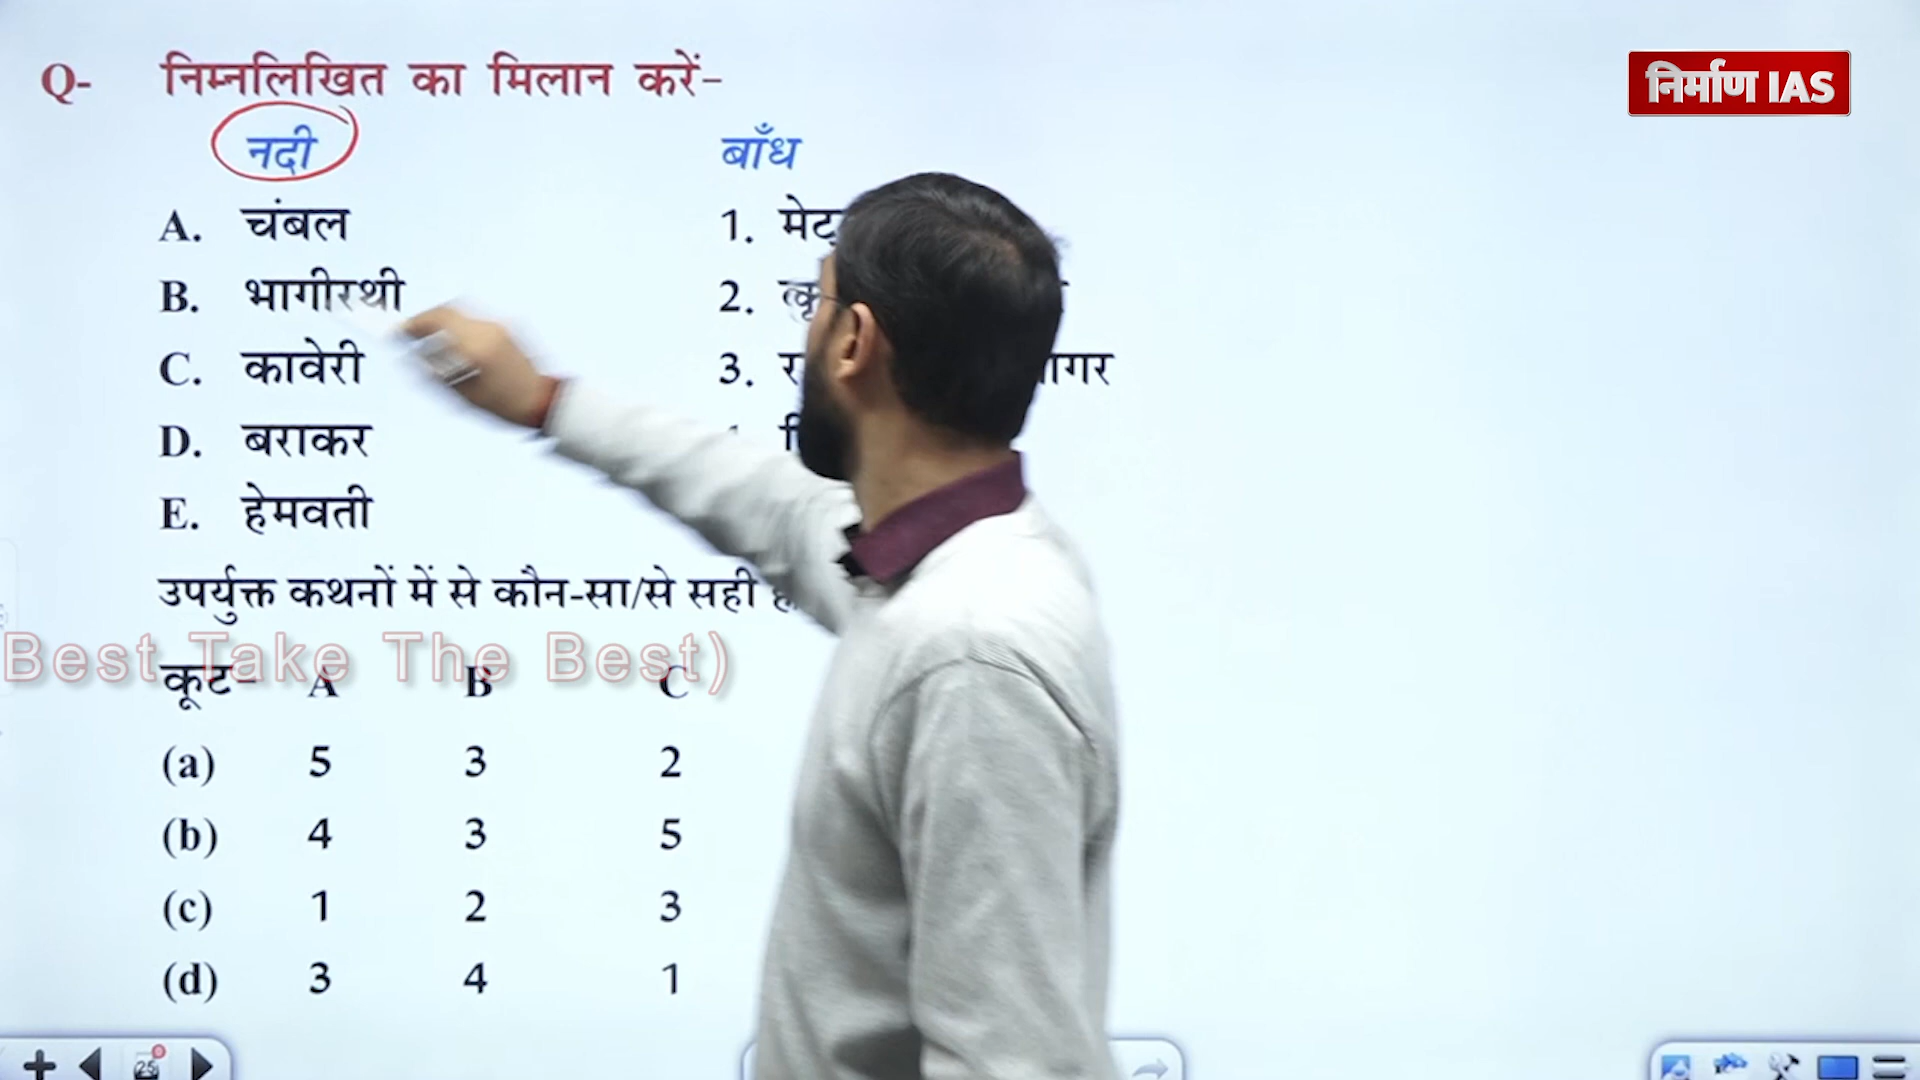 निर्माण IAS
Q- निम्नलिखित का मिलान करें-
नदी बाँध
A. चंबल 1.
B. भागीरथी 2.
C. कावेरी 3.
D. बराकर
E. हेमवती
उपर्युक्त कथनों में से कौन-सा/से सही
Best Take The Best)
कूट- A B C
(a) 5 3 2
(b) 4 3 5
(c) 1 2 3
(d) 3 4 1
25